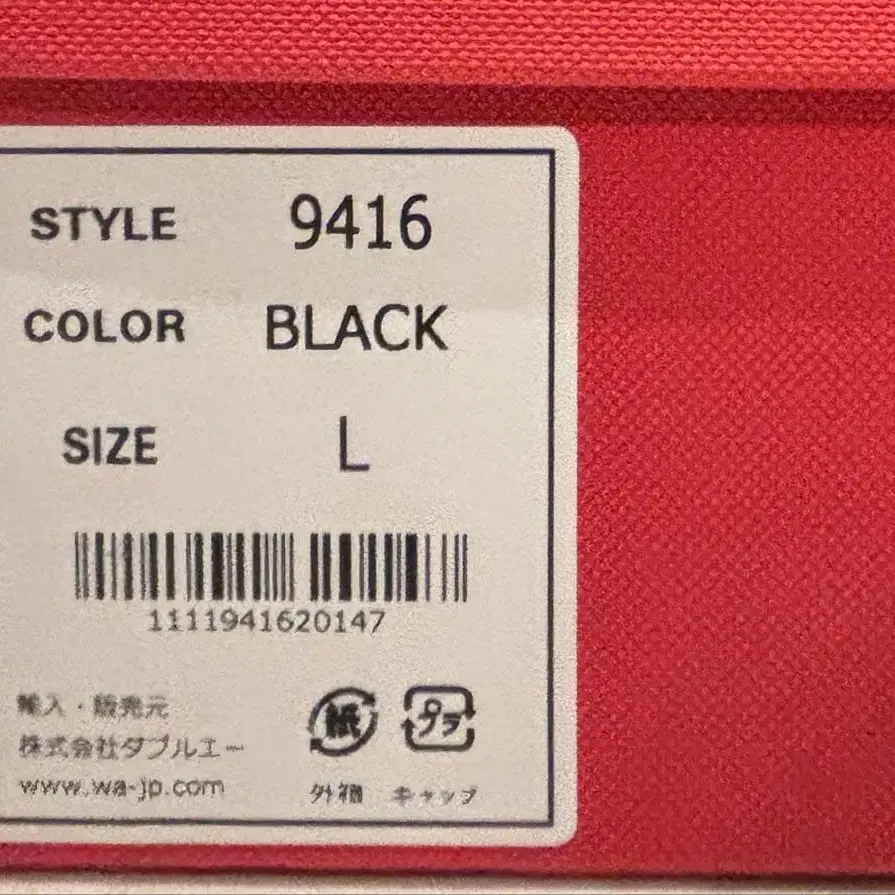 STYLE 9416
COLOR BLACK
SIZE L
1111941620147
輸入・販売元
株式会社ダブルエー
www.wa-jp.com
紙 プラ
外箱 キャップ